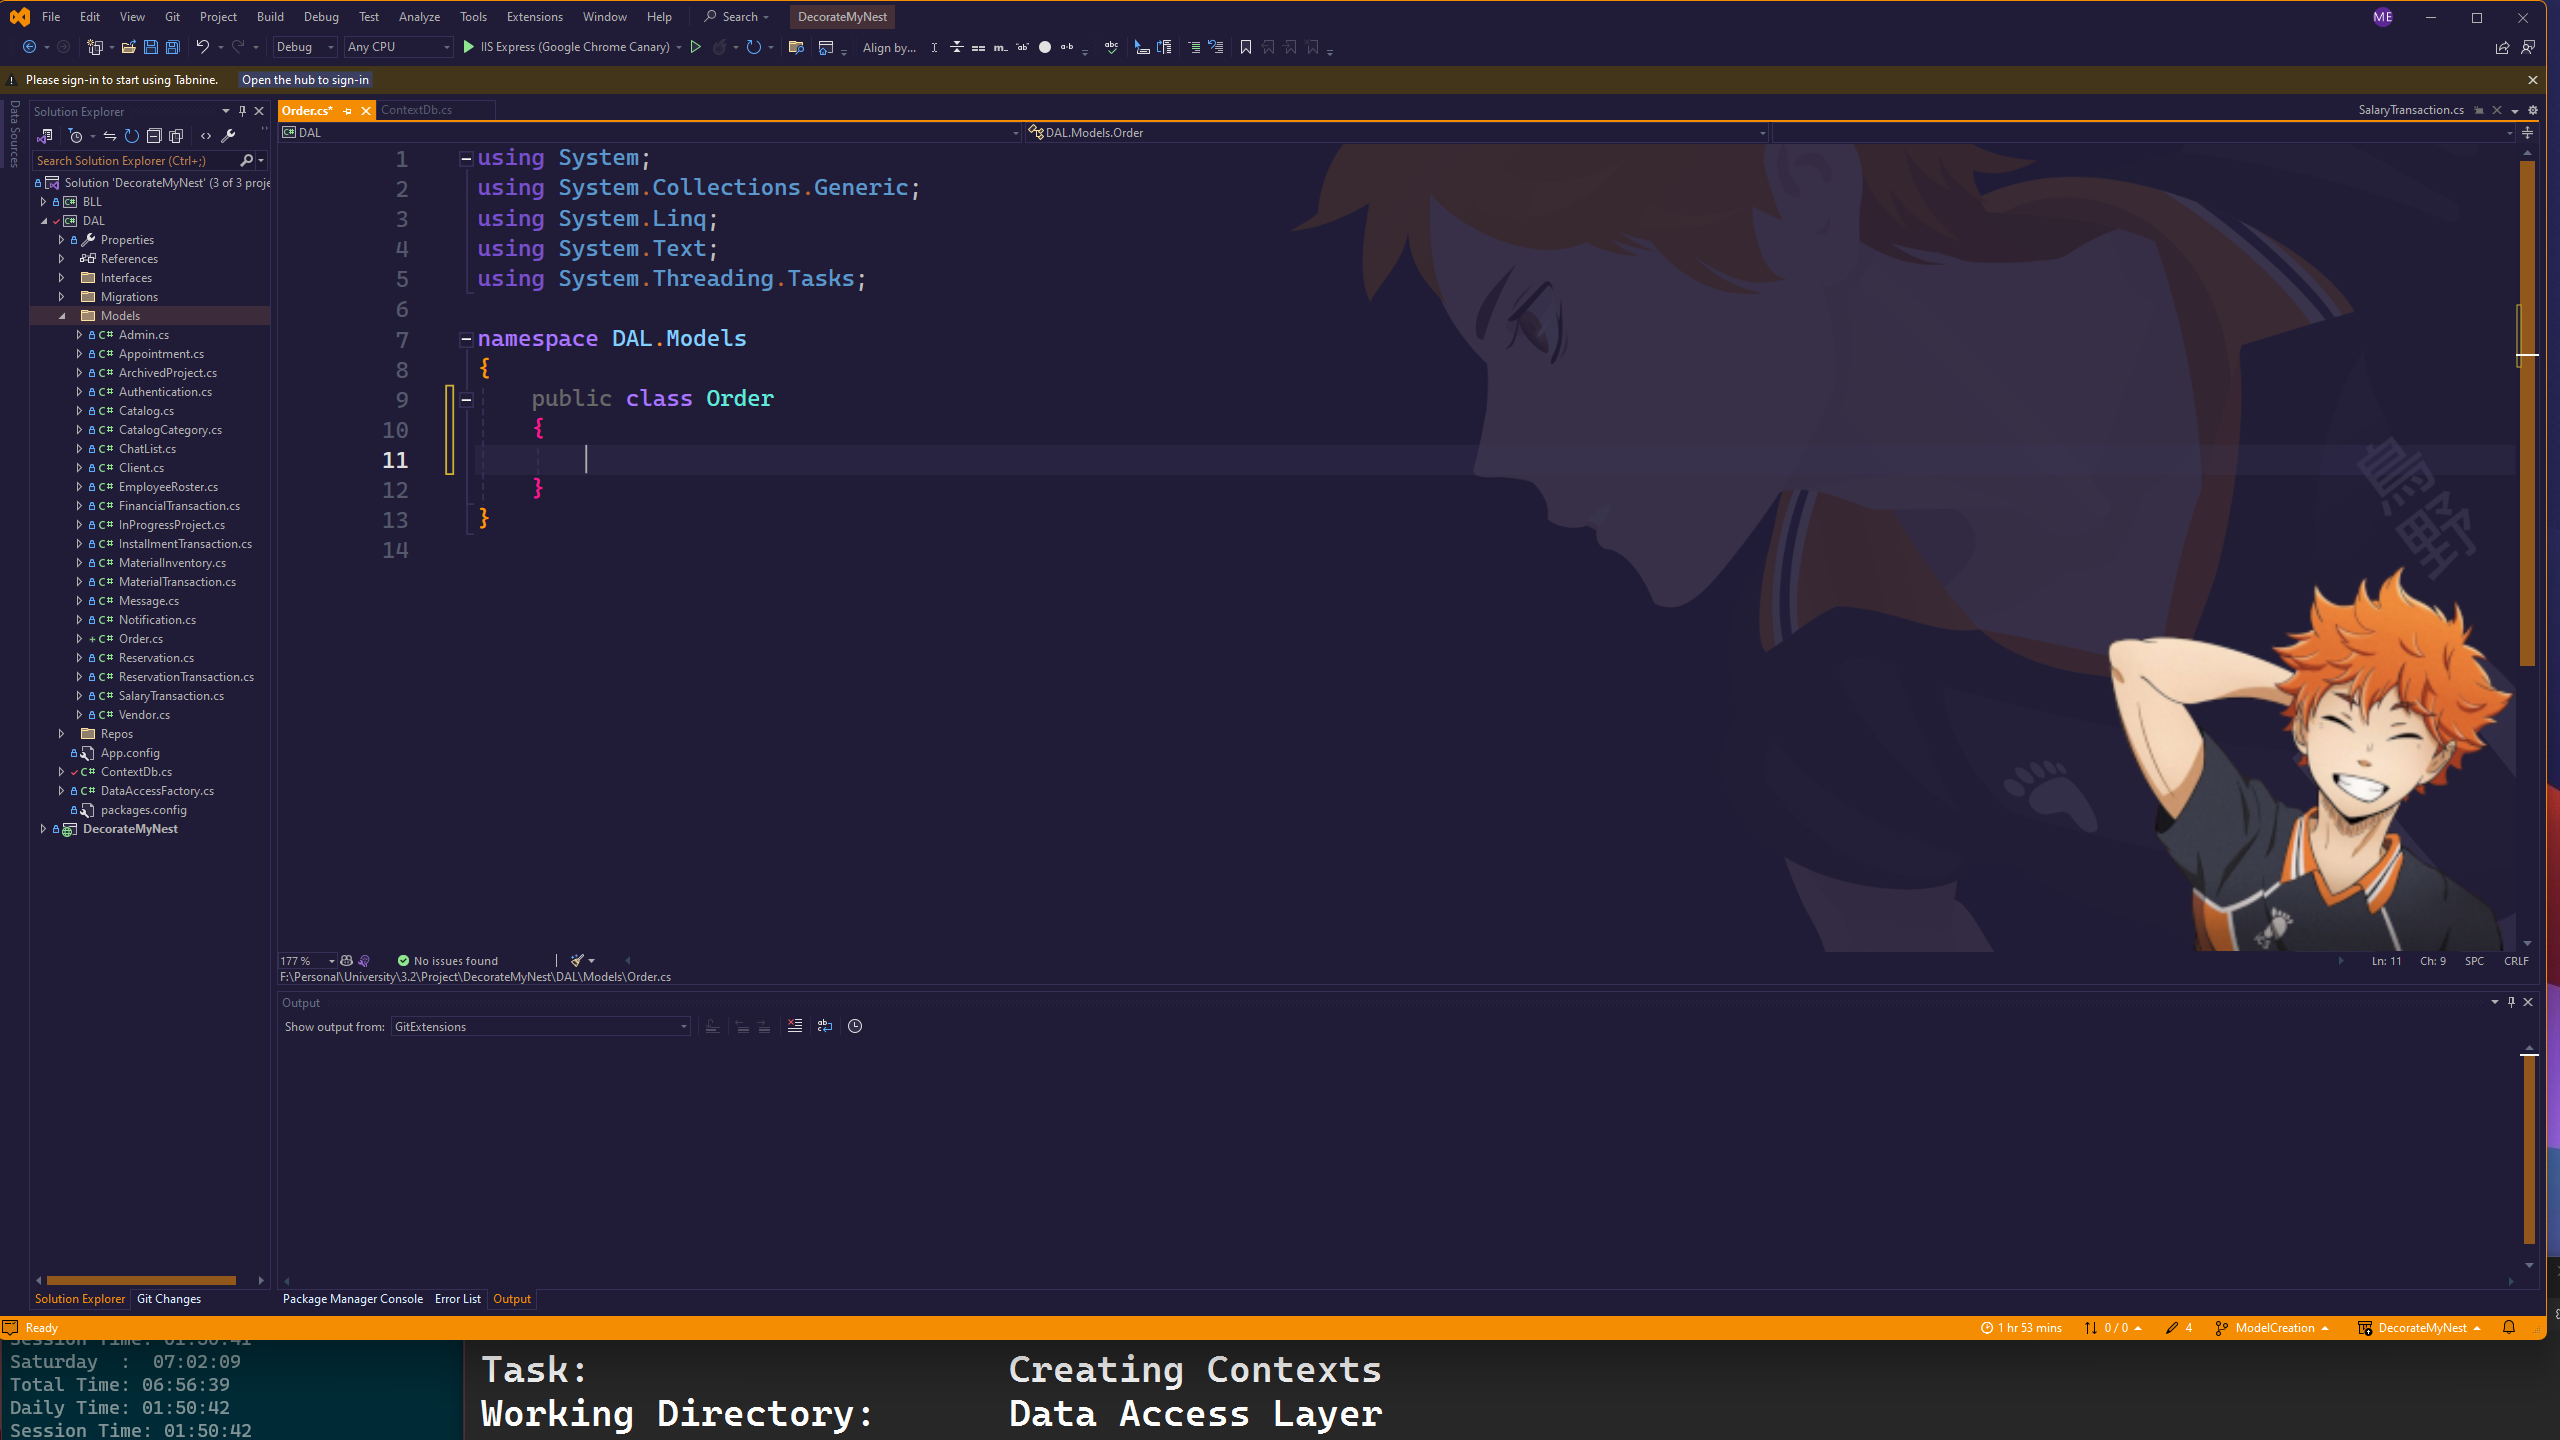 File Edit View Git Project Build Debug Test Analyze Tools Extensions Window Help Search DecorateMyNest ME
Debug Any CPU IIS Express (Google Chrome Canary) Align by...
Please sign-in to start using Tabnine. Open the hub to sign-in
Data Sources
Solution Explorer
Search Solution Explorer (Ctrl+;)
Solution 'DecorateMyNest' (3 of 3 proje
BLL
DAL
Properties
References
Interfaces
Migrations
Models
Admin.cs
Appointment.cs
ArchivedProject.cs
Authentication.cs
Catalog.cs
CatalogCategory.cs
ChatList.cs
Client.cs
EmployeeRoster.cs
FinancialTransaction.cs
InProgressProject.cs
InstallmentTransaction.cs
MaterialInventory.cs
MaterialTransaction.cs
Message.cs
Notification.cs
Order.cs
Reservation.cs
ReservationTransaction.cs
SalaryTransaction.cs
Vendor.cs
Repos
App.config
ContextDb.cs
DataAccessFactory.cs
packages.config
DecorateMyNest
Solution Explorer Git Changes
Order.cs* ContextDb.cs SalaryTransaction.cs
DAL DAL.Models.Order
1 using System;
2 using System.Collections.Generic;
3 using System.Linq;
4 using System.Text;
5 using System.Threading.Tasks;
6
7 namespace DAL.Models
8 {
9 public class Order
10 {
11
12 }
13 }
14
烏野
177 % No issues found Ln: 11 Ch: 9 SPC CRLF
F:\Personal\University\3.2\Project\DecorateMyNest\DAL\Models\Order.cs
Output
Show output from: GitExtensions
Package Manager Console Error List Output
Ready 1 hr 53 mins 0 / 0 4 ModelCreation DecorateMyNest
Session Time: 01:50:41
Saturday : 07:02:09
Total Time: 06:56:39
Daily Time: 01:50:42
Session Time: 01:50:42
Task: Creating Contexts
Working Directory: Data Access Layer